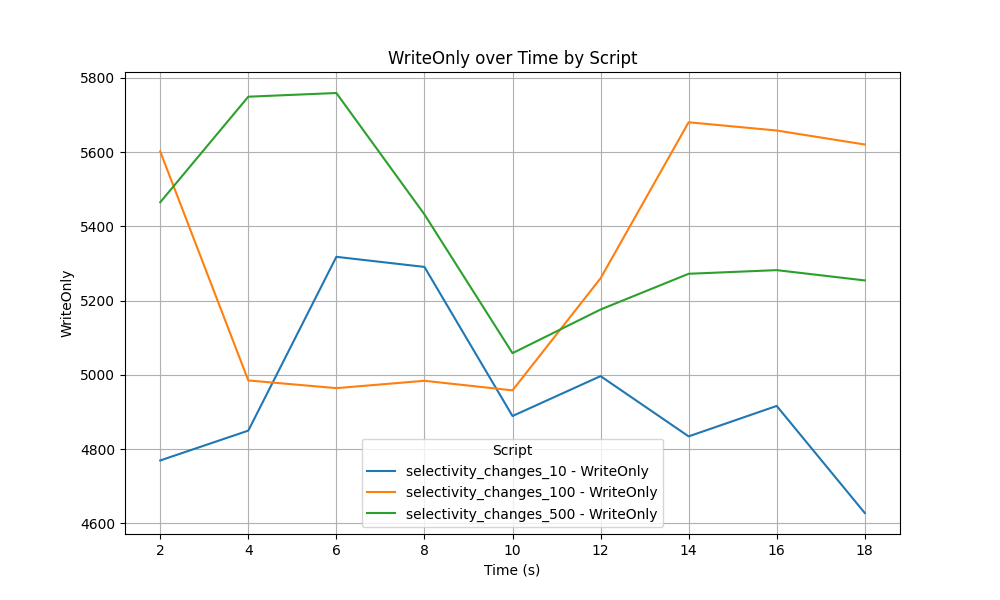 WriteOnly over Time by Script
5800
5600
5400
5200
5000
4800
4600
WriteOnly
Script
selectivity_changes_10 - WriteOnly
selectivity_changes_100 - WriteOnly
selectivity_changes_500 - WriteOnly
2 4 6 8 10 12 14 16 18
Time (s)